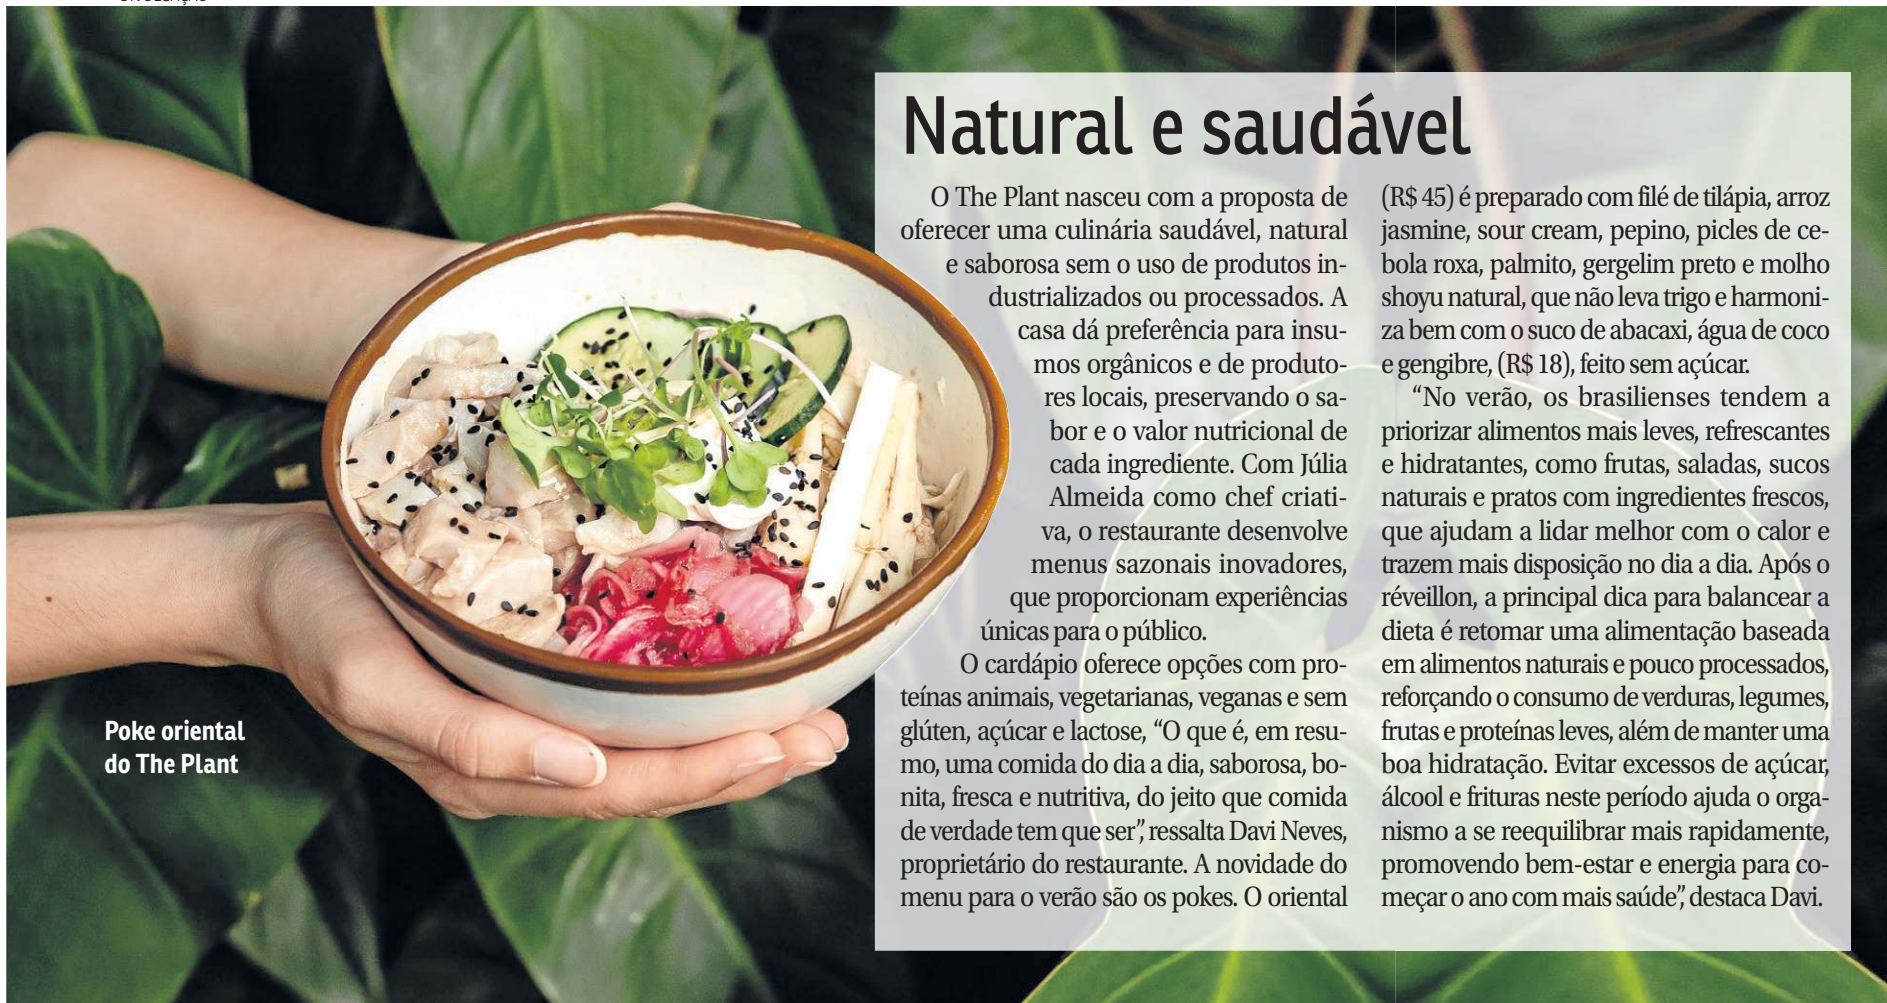 Natural e saudável
O The Plant nasceu com a proposta de
oferecer uma culinária saudável, natural
e saborosa sem o uso de produtos in-
dustrializados ou processados. A
casa dá preferência para insu-
mos orgânicos e de produto-
res locais, preservando o sa-
bor e o valor nutricional de
cada ingrediente. Com Júlia
Almeida como chef criati-
va, o restaurante desenvolve
menus sazonais inovadores,
que proporcionam experiências
únicas para o público.
O cardápio oferece opções com pro-
teínas animais, vegetarianas, veganas e sem
glúten, açúcar e lactose, “O que é, em resu-
mo, uma comida do dia a dia, saborosa, bo-
nita, fresca e nutritiva, do jeito que comida
de verdade tem que ser”, ressalta Davi Neves,
proprietário do restaurante. A novidade do
menu para o verão são os pokes. O oriental
(R$ 45) é preparado com filé de tilápia, arroz
jasmine, sour cream, pepino, picles de ce-
bola roxa, palmito, gergelim preto e molho
shoyu natural, que não leva trigo e harmoni-
za bem com o suco de abacaxi, água de coco
e gengibre, (R$ 18), feito sem açúcar.
“No verão, os brasilienses tendem a
priorizar alimentos mais leves, refrescantes
e hidratantes, como frutas, saladas, sucos
naturais e pratos com ingredientes frescos,
que ajudam a lidar melhor com o calor e
trazem mais disposição no dia a dia. Após o
réveillon, a principal dica para balancear a
dieta é retomar uma alimentação baseada
em alimentos naturais e pouco processados,
reforçando o consumo de verduras, legumes,
frutas e proteínas leves, além de manter uma
boa hidratação. Evitar excessos de açúcar,
álcool e frituras neste período ajuda o orga-
nismo a se reequilibrar mais rapidamente,
promovendo bem-estar e energia para co-
meçar o ano com mais saúde”, destaca Davi.
Poke oriental
do The Plant